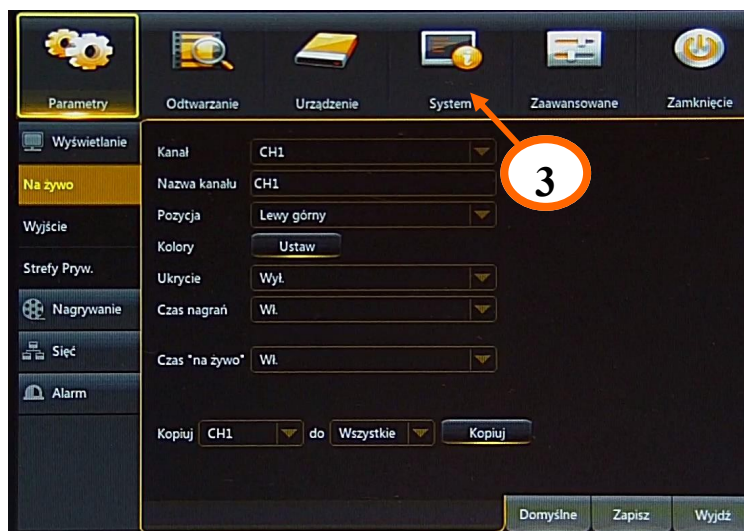 Parametry Odtwarzanie Urządzenie System Zaawansowane Zamknięcie
3
Wyświetlanie
Na żywo
Wyjście
Strefy Pryw.
Nagrywanie
Sięć
Alarm
Kanał CH1
Nazwa kanału CH1
Pozycja Lewy górny
Kolory Ustaw
Ukrycie Wył.
Czas nagrań Wł.
Czas "na żywo" Wł.
Kopiuj CH1 do Wszystkie Kopiuj
Domyślne Zapisz Wyjdż